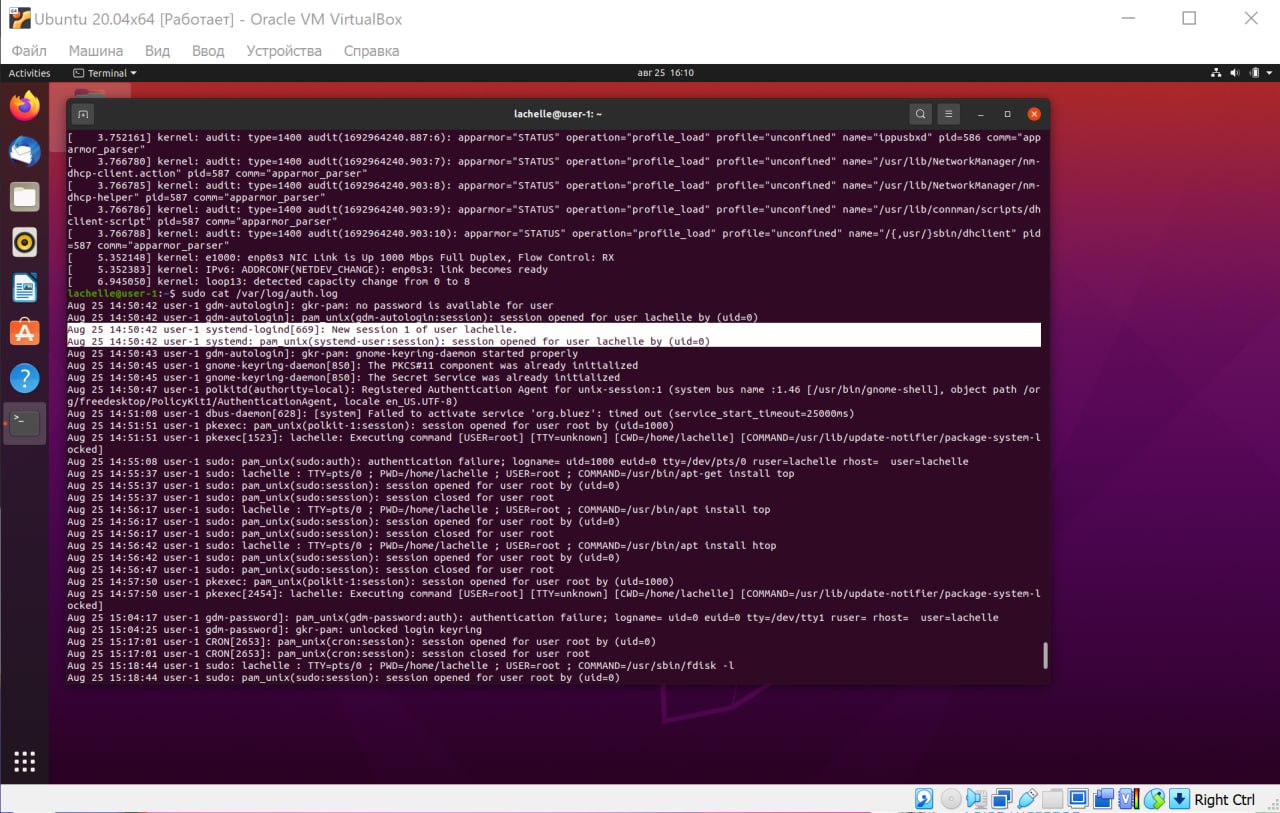 Ubuntu 20.04x64 [Работает] - Oracle VM VirtualBox
Файл Машина Вид Ввод Устройства Справка
Activities Terminal авг 25 16:10
lachelle@user-1: ~
[    3.752161] kernel: audit: type=1400 audit(1692964240.887:6): apparmor="STATUS" operation="profile_load" profile="unconfined" name="ippusbxd" pid=586 comm="app
armor_parser"
[    3.766780] kernel: audit: type=1400 audit(1692964240.903:7): apparmor="STATUS" operation="profile_load" profile="unconfined" name="/usr/lib/NetworkManager/nm-
dhcp-client.action" pid=587 comm="apparmor_parser"
[    3.766785] kernel: audit: type=1400 audit(1692964240.903:8): apparmor="STATUS" operation="profile_load" profile="unconfined" name="/usr/lib/NetworkManager/nm-
dhcp-helper" pid=587 comm="apparmor_parser"
[    3.766786] kernel: audit: type=1400 audit(1692964240.903:9): apparmor="STATUS" operation="profile_load" profile="unconfined" name="/usr/lib/connman/scripts/dh
client-script" pid=587 comm="apparmor_parser"
[    3.766788] kernel: audit: type=1400 audit(1692964240.903:10): apparmor="STATUS" operation="profile_load" profile="unconfined" name="/{,usr/}sbin/dhclient" pid
=587 comm="apparmor_parser"
[    5.352148] kernel: e1000: enp0s3 NIC Link is Up 1000 Mbps Full Duplex, Flow Control: RX
[    5.352383] kernel: IPv6: ADDRCONF(NETDEV_CHANGE): enp0s3: link becomes ready
[    6.945050] kernel: loop13: detected capacity change from 0 to 8
lachelle@user-1:~$ sudo cat /var/log/auth.log
Aug 25 14:50:42 user-1 gdm-autologin]: gkr-pam: no password is available for user
Aug 25 14:50:42 user-1 gdm-autologin]: pam_unix(gdm-autologin:session): session opened for user lachelle by (uid=0)
Aug 25 14:50:42 user-1 systemd-logind[669]: New session 1 of user lachelle.
Aug 25 14:50:42 user-1 systemd: pam_unix(systemd-user:session): session opened for user lachelle by (uid=0)
Aug 25 14:50:43 user-1 gdm-autologin]: gkr-pam: gnome-keyring-daemon started properly
Aug 25 14:50:45 user-1 gnome-keyring-daemon[850]: The PKCS#11 component was already initialized
Aug 25 14:50:45 user-1 gnome-keyring-daemon[850]: The Secret Service was already initialized
Aug 25 14:50:47 user-1 polkitd(authority=local): Registered Authentication Agent for unix-session:1 (system bus name :1.46 [/usr/bin/gnome-shell], object path /or
g/freedesktop/PolicyKit1/AuthenticationAgent, locale en_US.UTF-8)
Aug 25 14:51:08 user-1 dbus-daemon[628]: [system] Failed to activate service 'org.bluez': timed out (service_start_timeout=25000ms)
Aug 25 14:51:51 user-1 pkexec: pam_unix(polkit-1:session): session opened for user root by (uid=1000)
Aug 25 14:51:51 user-1 pkexec[1523]: lachelle: Executing command [USER=root] [TTY=unknown] [CWD=/home/lachelle] [COMMAND=/usr/lib/update-notifier/package-system-l
ocked]
Aug 25 14:55:08 user-1 sudo: pam_unix(sudo:auth): authentication failure; logname= uid=1000 euid=0 tty=/dev/pts/0 ruser=lachelle rhost=  user=lachelle
Aug 25 14:55:37 user-1 sudo: lachelle : TTY=pts/0 ; PWD=/home/lachelle ; USER=root ; COMMAND=/usr/bin/apt-get install top
Aug 25 14:55:37 user-1 sudo: pam_unix(sudo:session): session opened for user root by (uid=0)
Aug 25 14:55:37 user-1 sudo: pam_unix(sudo:session): session closed for user root
Aug 25 14:56:17 user-1 sudo: lachelle : TTY=pts/0 ; PWD=/home/lachelle ; USER=root ; COMMAND=/usr/bin/apt install top
Aug 25 14:56:17 user-1 sudo: pam_unix(sudo:session): session opened for user root by (uid=0)
Aug 25 14:56:17 user-1 sudo: pam_unix(sudo:session): session closed for user root
Aug 25 14:56:42 user-1 sudo: lachelle : TTY=pts/0 ; PWD=/home/lachelle ; USER=root ; COMMAND=/usr/bin/apt install htop
Aug 25 14:56:42 user-1 sudo: pam_unix(sudo:session): session opened for user root by (uid=0)
Aug 25 14:56:47 user-1 sudo: pam_unix(sudo:session): session closed for user root
Aug 25 14:57:50 user-1 pkexec: pam_unix(polkit-1:session): session opened for user root by (uid=1000)
Aug 25 14:57:50 user-1 pkexec[2454]: lachelle: Executing command [USER=root] [TTY=unknown] [CWD=/home/lachelle] [COMMAND=/usr/lib/update-notifier/package-system-l
ocked]
Aug 25 15:04:17 user-1 gdm-password]: pam_unix(gdm-password:auth): authentication failure; logname= uid=0 euid=0 tty=/dev/tty1 ruser= rhost=  user=lachelle
Aug 25 15:04:25 user-1 gdm-password]: gkr-pam: unlocked login keyring
Aug 25 15:17:01 user-1 CRON[2653]: pam_unix(cron:session): session opened for user root by (uid=0)
Aug 25 15:17:01 user-1 CRON[2653]: pam_unix(cron:session): session closed for user root
Aug 25 15:18:44 user-1 sudo: lachelle : TTY=pts/0 ; PWD=/home/lachelle ; USER=root ; COMMAND=/usr/sbin/fdisk -l
Aug 25 15:18:44 user-1 sudo: pam_unix(sudo:session): session opened for user root by (uid=0)
Right Ctrl